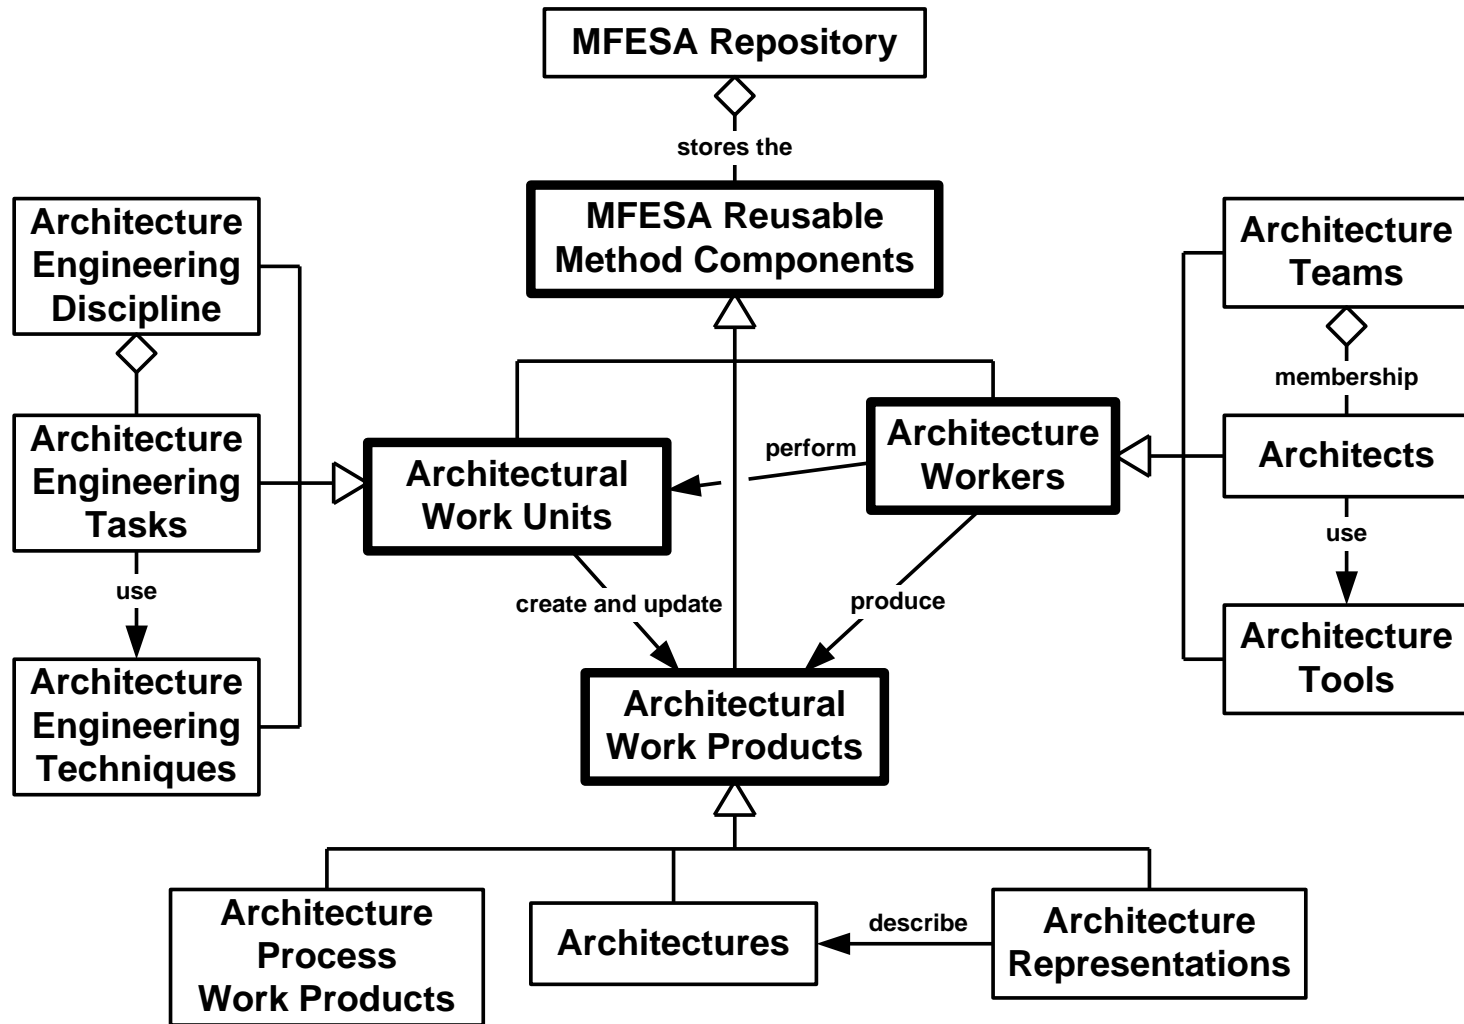 MFESA Repository
stores the
MFESA Reusable
Method Components
Architecture
Engineering
Discipline
Architecture
Teams
membership
Architecture
Engineering
Tasks
Architectural
Work Units
perform
Architecture
Workers
Architects
use
create and update
produce
use
Architecture
Engineering
Techniques
Architectural
Work Products
Architecture
Tools
Architecture
Process
Work Products
Architectures
describe
Architecture
Representations